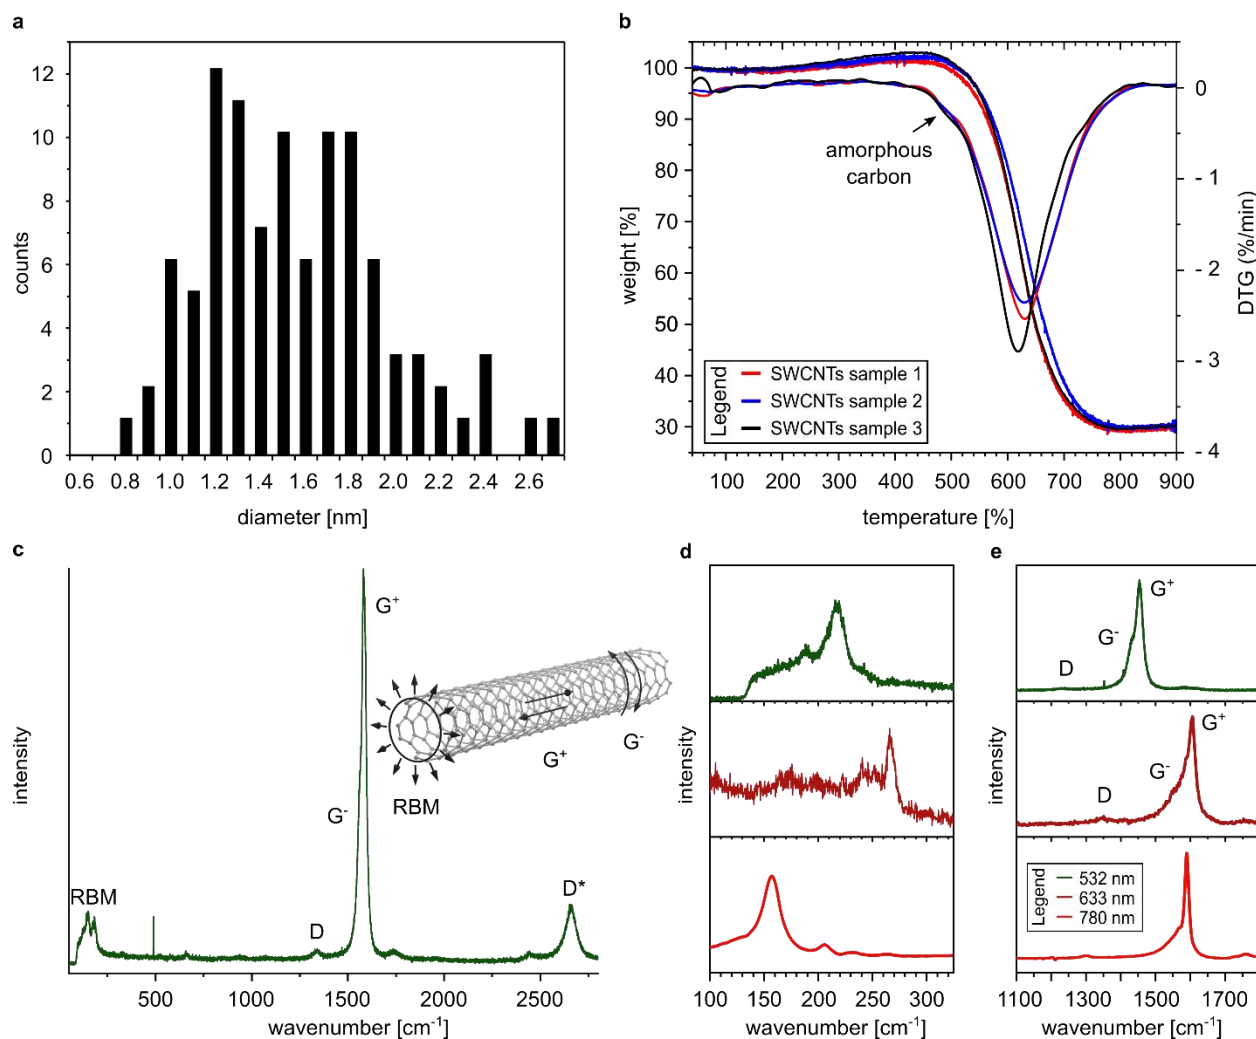 a
12
10
8
6
4
2
0
counts
0.6 0.8 1.0 1.2 1.4 1.6 1.8 2.0 2.2 2.4 2.6
diameter [nm]
b
100
90
80
70
60
50
40
30
weight [%]
amorphous
carbon
Legend
SWCNTs sample 1
SWCNTs sample 2
SWCNTs sample 3
0
- 1
- 2
- 3
- 4
DTG (%/min)
100 200 300 400 500 600 700 800 900
temperature [%]
c
intensity
RBM
D
G⁻
G⁺
D*
RBM
G⁺
G⁻
500 1000 1500 2000 2500
wavenumber [cm⁻¹]
d
intensity
100 150 200 250 300
wavenumber [cm⁻¹]
e
D
G⁻
G⁺
D
G⁻
G⁺
intensity
Legend
532 nm
633 nm
780 nm
1100 1300 1500 1700
wavenumber [cm⁻¹]